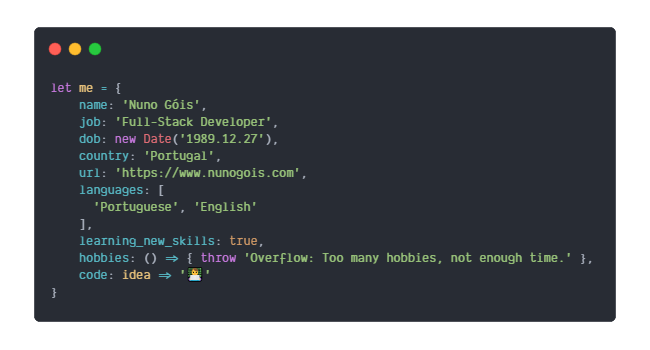 let me = {
    name: 'Nuno Góis',
    job: 'Full-Stack Developer',
    dob: new Date('1989.12.27'),
    country: 'Portugal',
    url: 'https://www.nunogois.com',
    languages: [
      'Portuguese', 'English'
    ],
    learning_new_skills: true,
    hobbies: () => { throw 'Overflow: Too many hobbies, not enough time.' },
    code: idea => '👨‍💻'
}